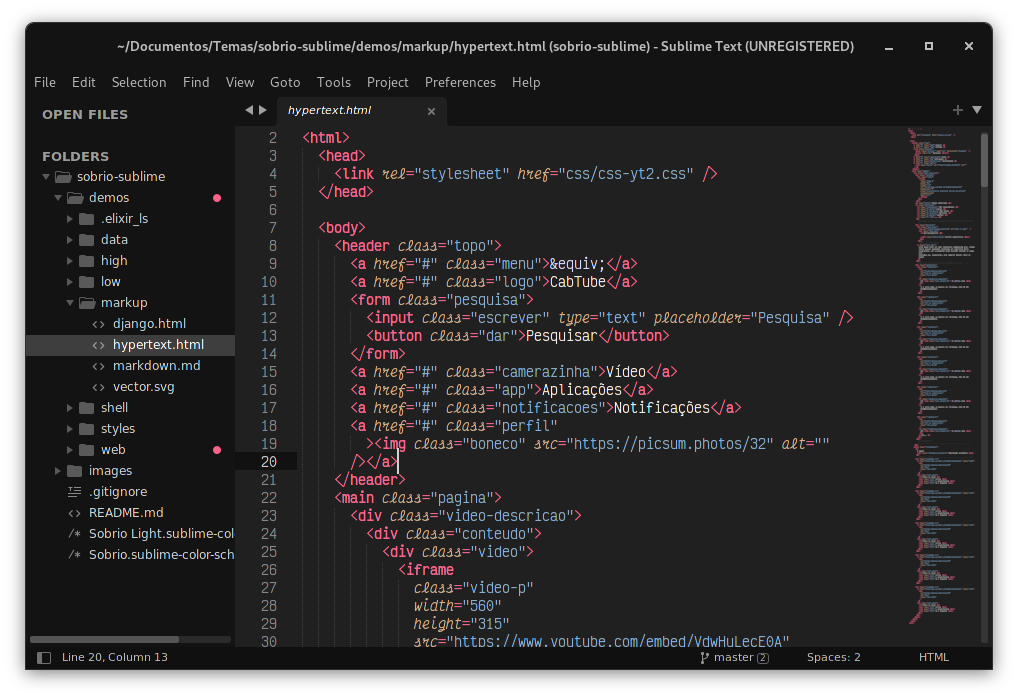 ~/Documentos/Temas/sobrio-sublime/demos/markup/hypertext.html (sobrio-sublime) - Sublime Text (UNREGISTERED)
File Edit Selection Find View Goto Tools Project Preferences Help
OPEN FILES
FOLDERS
sobrio-sublime
demos
.elixir_ls
data
high
low
markup
django.html
hypertext.html
markdown.md
vector.svg
shell
styles
web
images
.gitignore
README.md
Sobrio Light.sublime-col
Sobrio.sublime-color-sch
hypertext.html
2 <html>
3 <head>
4 <link rel="stylesheet" href="css/css-yt2.css" />
5 </head>
6
7 <body>
8 <header class="topo">
9 <a href="#" class="menu">&equiv;</a>
10 <a href="#" class="logo">CabTube</a>
11 <form class="pesquisa">
12 <input class="escrever" type="text" placeholder="Pesquisa" />
13 <button class="dar">Pesquisar</button>
14 </form>
15 <a href="#" class="camerazinha">Vídeo</a>
16 <a href="#" class="app">Aplicações</a>
17 <a href="#" class="notificacoes">Notificações</a>
18 <a href="#" class="perfil"
19 ><img class="boneco" src="https://picsum.photos/32" alt=""
20 /></a>
21 </header>
22 <main class="pagina">
23 <div class="video-descricao">
24 <div class="conteudo">
25 <div class="video">
26 <iframe
27 class="video-p"
28 width="560"
29 height="315"
30 src="https://www.youtube.com/embed/VdwHuLecE0A"
Line 20, Column 13
master 2
Spaces: 2
HTML